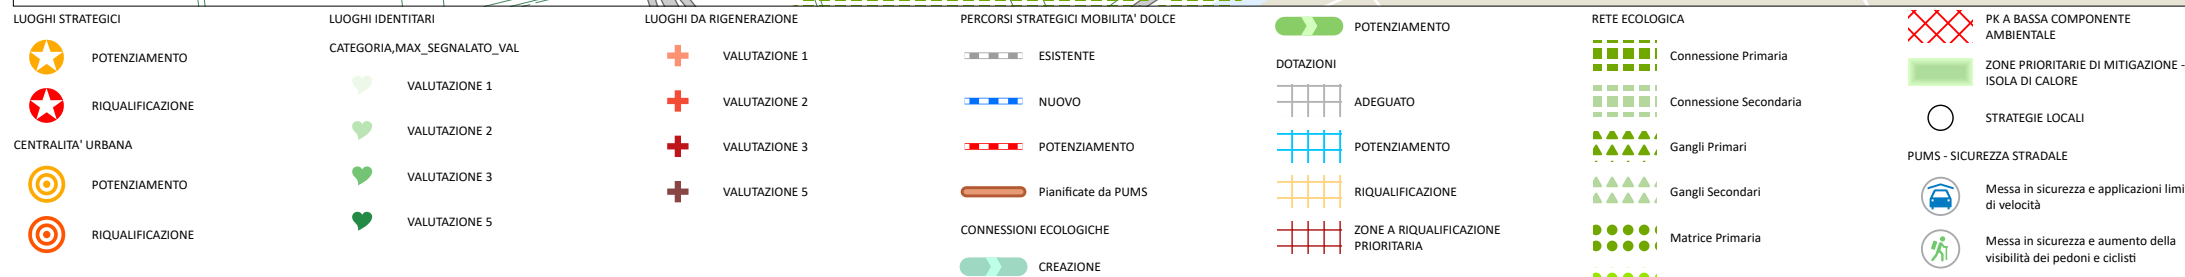 LUOGHI STRATEGICI
POTENZIAMENTO
RIQUALIFICAZIONE
CENTRALITA' URBANA
POTENZIAMENTO
RIQUALIFICAZIONE
LUOGHI IDENTITARI
CATEGORIA,MAX_SEGNALATO_VAL
VALUTAZIONE 1
VALUTAZIONE 2
VALUTAZIONE 3
VALUTAZIONE 5
LUOGHI DA RIGENERAZIONE
VALUTAZIONE 1
VALUTAZIONE 2
VALUTAZIONE 3
VALUTAZIONE 5
PERCORSI STRATEGICI MOBILITA' DOLCE
ESISTENTE
NUOVO
POTENZIAMENTO
Pianificate da PUMS
CONNESSIONI ECOLOGICHE
CREAZIONE
POTENZIAMENTO
DOTAZIONI
ADEGUATO
POTENZIAMENTO
RIQUALIFICAZIONE
ZONE A RIQUALIFICAZIONE
PRIORITARIA
RETE ECOLOGICA
Connessione Primaria
Connessione Secondaria
Gangli Primari
Gangli Secondari
Matrice Primaria
PK A BASSA COMPONENTE
AMBIENTALE
ZONE PRIORITARIE DI MITIGAZIONE -
ISOLA DI CALORE
STRATEGIE LOCALI
PUMS - SICUREZZA STRADALE
Messa in sicurezza e applicazioni limi
di velocità
Messa in sicurezza e aumento della
visibilità dei pedoni e ciclisti